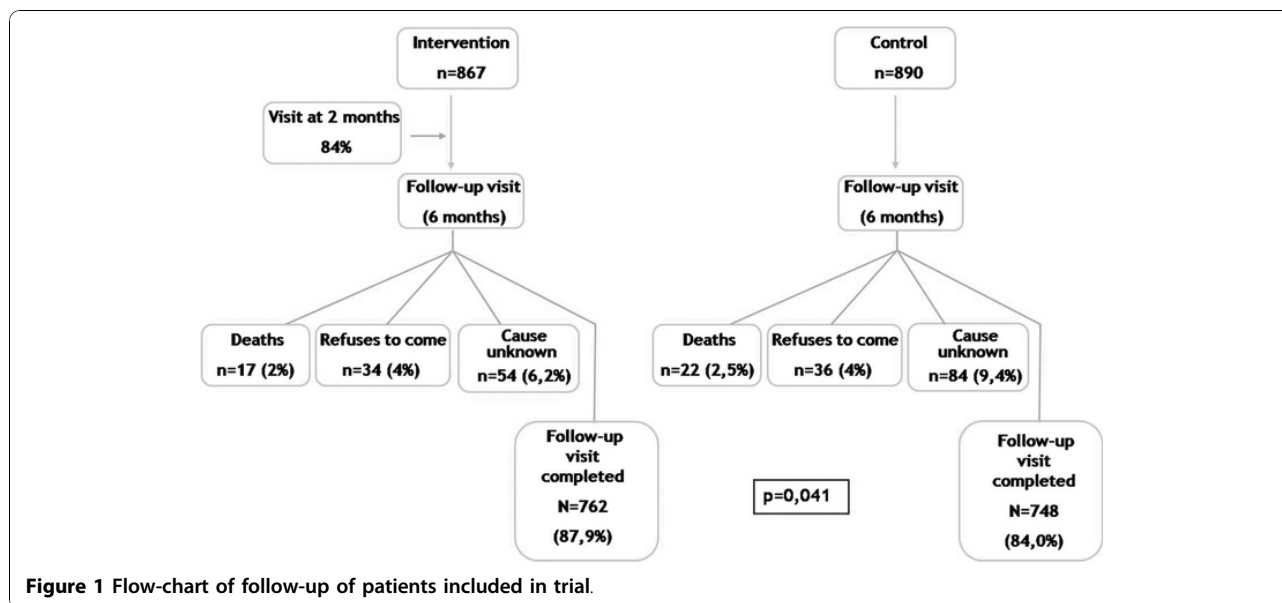 Intervention
n=867
Control
n=890
Visit at 2 months
84%
Follow-up visit
(6 months)
Follow-up visit
(6 months)
Deaths
n=17 (2%)
Refuses to come
n=34 (4%)
Cause
unknown
n=54 (6,2%)
Deaths
n=22 (2,5%)
Refuses to come
n=36 (4%)
Cause
unknown
n=84 (9,4%)
Follow-up
visit
completed
N=762
(87,9%)
p=0,041
Follow-up
visit
completed
N=748
(84,0%)
Figure 1 Flow-chart of follow-up of patients included in trial.